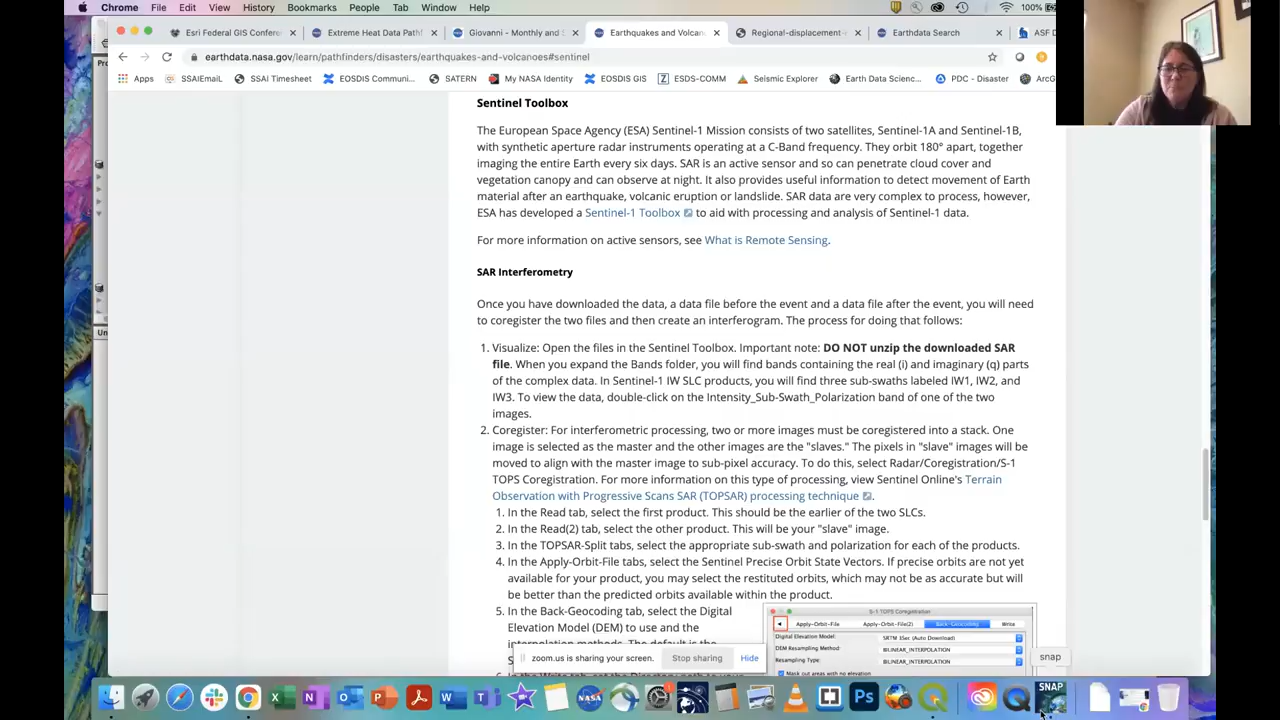 Chrome File Edit View History Bookmarks People Tab Window Help 100%
Esri Federal GIS Conferenc Extreme Heat Data Pathf Giovanni - Monthly and S Earthquakes and Volcano Regional-displacement-r Earthdata Search ASF D
earthdata.nasa.gov/learn/pathfinders/disasters/earthquakes-and-volcanoes#sentinel
Apps SSAIEmaiL SSAI Timesheet EOSDIS Communi... SATERN My NASA Identity EOSDIS GIS ESDS-COMM Seismic Explorer Earth Data Scienc... PDC - Disaster ArcG
Sentinel Toolbox
The European Space Agency (ESA) Sentinel-1 Mission consists of two satellites, Sentinel-1A and Sentinel-1B,
with synthetic aperture radar instruments operating at a C-Band frequency. They orbit 180° apart, together
imaging the entire Earth every six days. SAR is an active sensor and so can penetrate cloud cover and
vegetation canopy and can observe at night. It also provides useful information to detect movement of Earth
material after an earthquake, volcanic eruption or landslide. SAR data are very complex to process, however,
ESA has developed a Sentinel-1 Toolbox to aid with processing and analysis of Sentinel-1 data.
For more information on active sensors, see What is Remote Sensing.
SAR Interferometry
Once you have downloaded the data, a data file before the event and a data file after the event, you will need
to coregister the two files and then create an interferogram. The process for doing that follows:
1. Visualize: Open the files in the Sentinel Toolbox. Important note: DO NOT unzip the downloaded SAR
file. When you expand the Bands folder, you will find bands containing the real (i) and imaginary (q) parts
of the complex data. In Sentinel-1 IW SLC products, you will find three sub-swaths labeled IW1, IW2, and
IW3. To view the data, double-click on the Intensity_Sub-Swath_Polarization band of one of the two
images.
2. Coregister: For interferometric processing, two or more images must be coregistered into a stack. One
image is selected as the master and the other images are the "slaves." The pixels in "slave" images will be
moved to align with the master image to sub-pixel accuracy. To do this, select Radar/Coregistration/S-1
TOPS Coregistration. For more information on this type of processing, view Sentinel Online's Terrain
Observation with Progressive Scans SAR (TOPSAR) processing technique.
1. In the Read tab, select the first product. This should be the earlier of the two SLCs.
2. In the Read(2) tab, select the other product. This will be your "slave" image.
3. In the TOPSAR-Split tabs, select the appropriate sub-swath and polarization for each of the products.
4. In the Apply-Orbit-File tabs, select the Sentinel Precise Orbit State Vectors. If precise orbits are not yet
available for your product, you may select the restituted orbits, which may not be as accurate but will
be better than the predicted orbits available within the product.
5. In the Back-Geocoding tab, select the Digital
Elevation Model (DEM) to use and the
interpolation methods. The default is the
S-1 TOPS Coregistration
Apply-Orbit-File Apply-Orbit-File(2) Back-Geocoding Write
Digital Elevation Model: SRTM 3Sec (Auto Download)
DEM Resampling Method: BILINEAR_INTERPOLATION
Resampling Type: BILINEAR_INTERPOLATION
Mask out areas with no elevation
zoom.us is sharing your screen. Stop sharing Hide
snap
SNAP